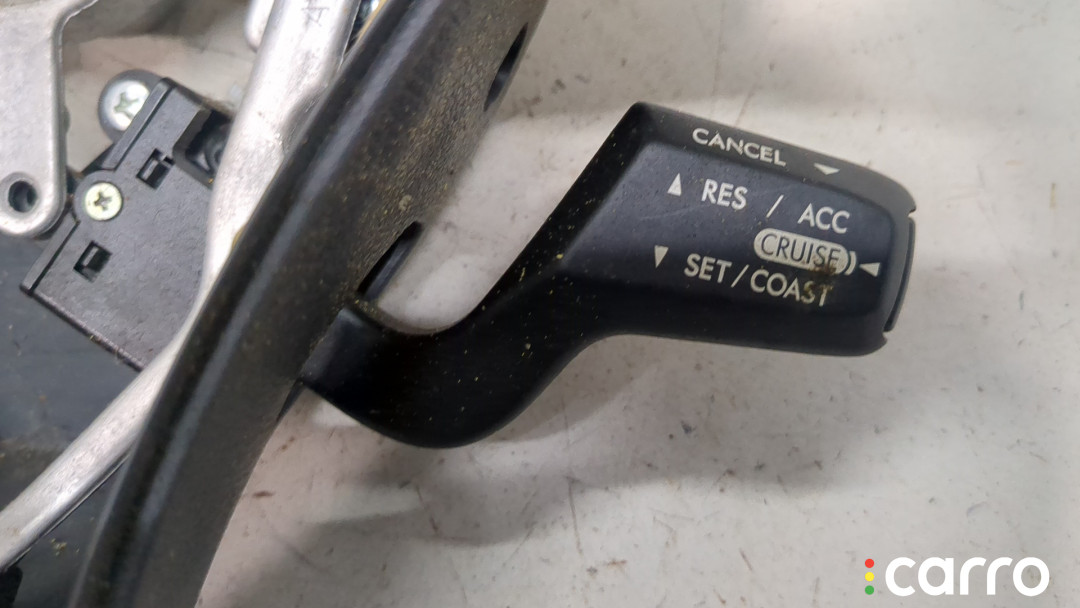 CANCEL
RES / ACC
CRUISE
SET/COAST
carro